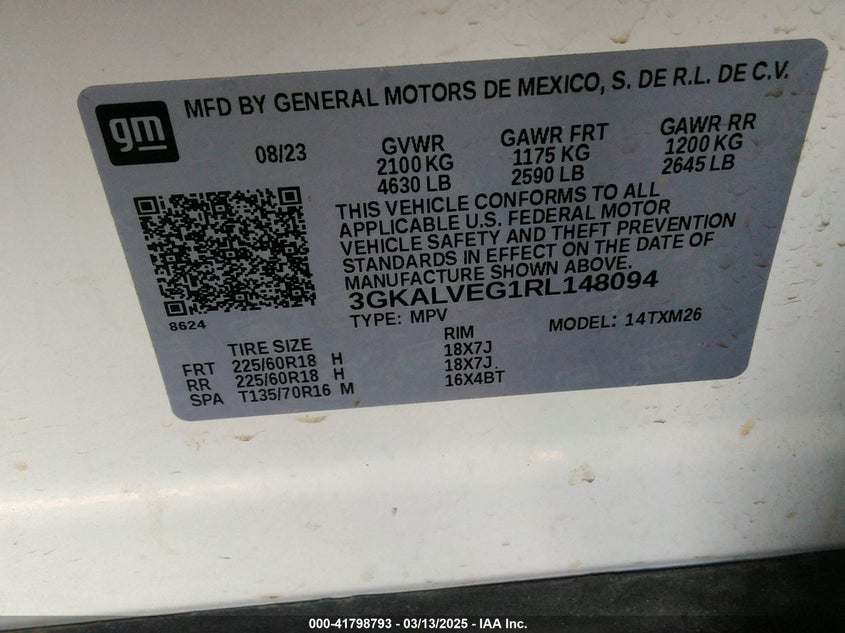 gm
MFD BY GENERAL MOTORS DE MEXICO, S. DE R.L. DE C.V.
08/23
GVWR
2100 KG
4630 LB
GAWR FRT
1175 KG
2590 LB
GAWR RR
1200 KG
2645 LB
THIS VEHICLE CONFORMS TO ALL
APPLICABLE U.S. FEDERAL MOTOR
VEHICLE SAFETY AND THEFT PREVENTION
STANDARDS IN EFFECT ON THE DATE OF
MANUFACTURE SHOWN ABOVE.
3GKALVEG1RL148094
8624
TYPE: MPV
MODEL: 14TXM26
TIRE SIZE RIM
FRT 225/60R18 H 18X7J
RR 225/60R18 H 18X7J
SPA T135/70R16 M 16X4BT
000-41798793 - 03/13/2025 - IAA Inc.